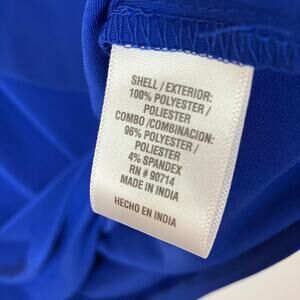 SHELL / EXTERIOR:
100% POLYESTER /
POLIESTER
COMBO /COMBINACION:
96% POLYESTER /
POLIESTER
4% SPANDEX
RN # 90714
MADE IN INDIA
HECHO EN INDIA